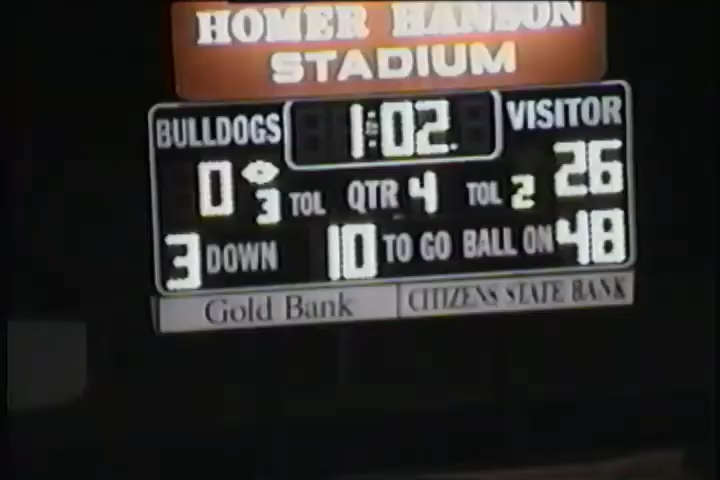 HOMER HANSON
STADIUM
BULLDOGS 1:02 VISITOR
0 3 TOL QTR 4 TOL 2 26
3 DOWN 10 TO GO BALL ON 48
Gold Bank CITIZENS STATE BANK